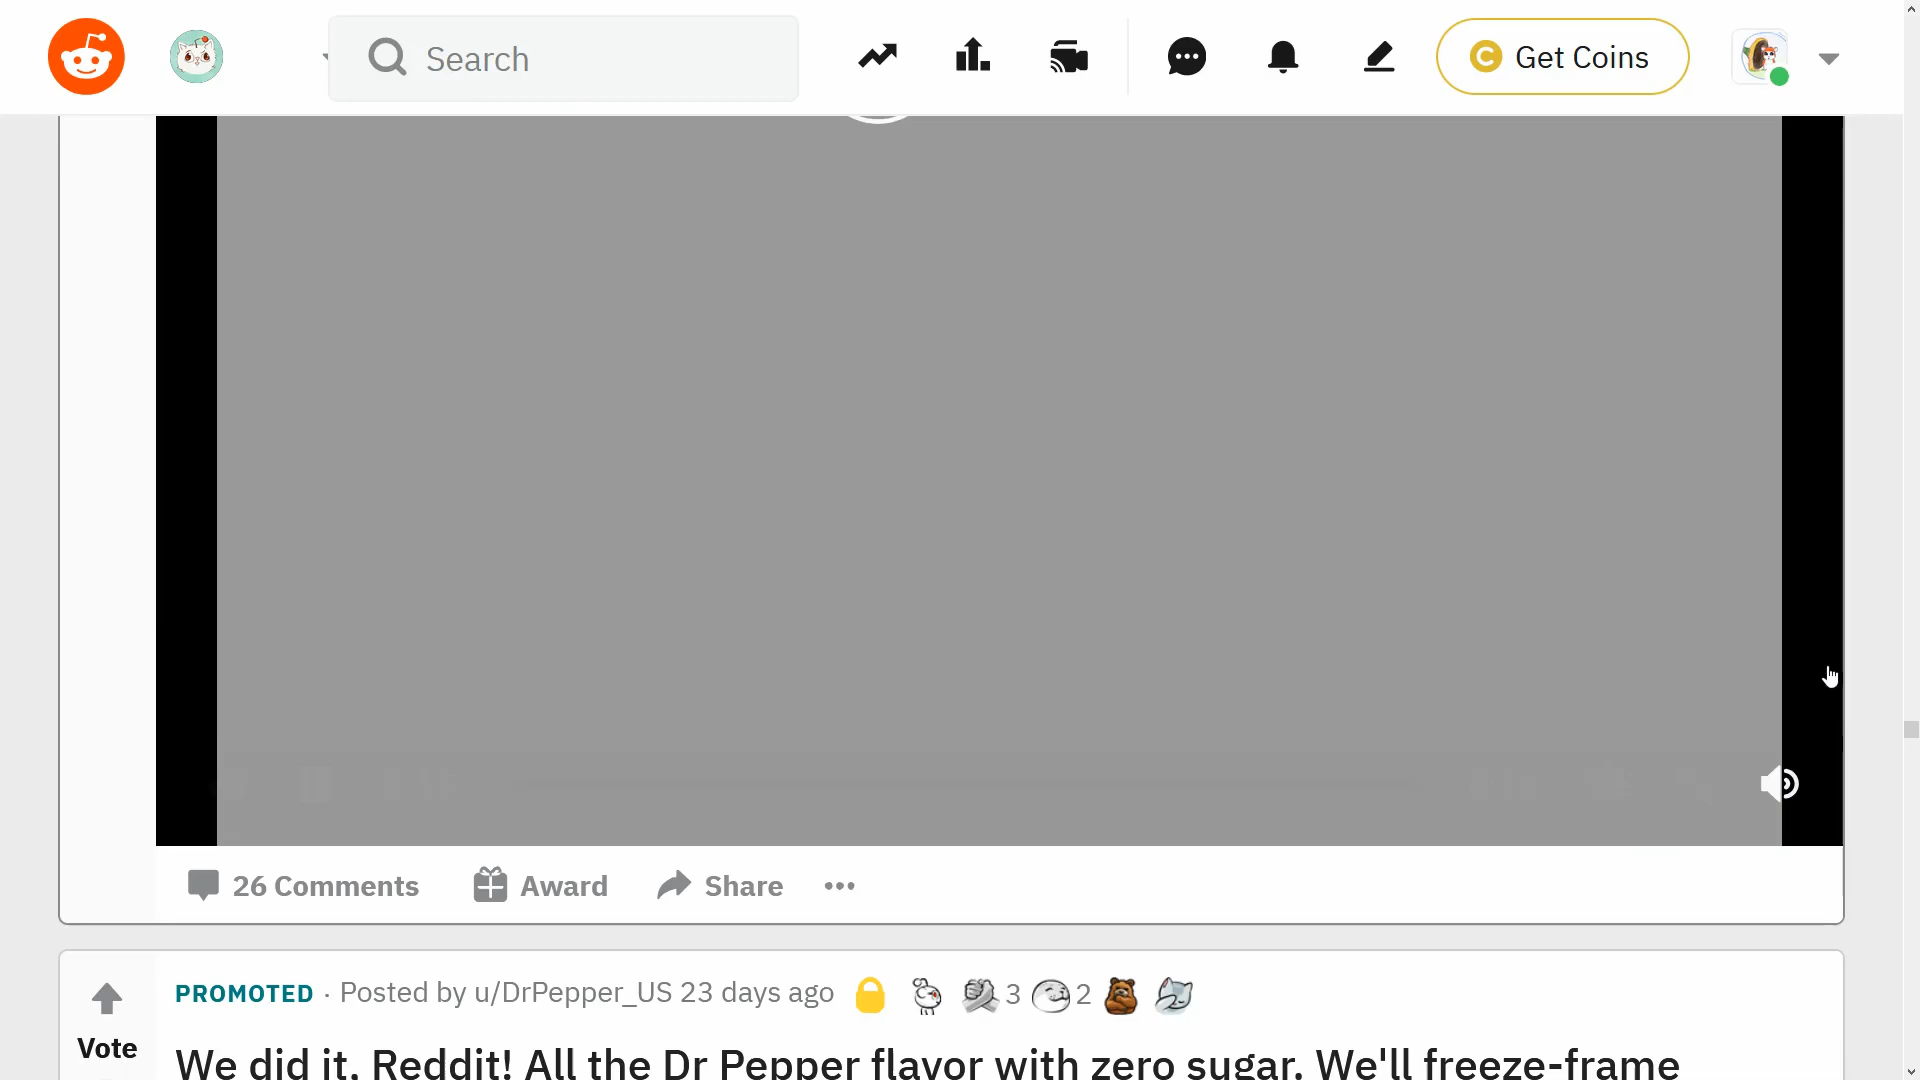 Search
Get Coins
26 Comments
Award
Share
PROMOTED · Posted by u/DrPepper_US 23 days ago
3
2
Vote
We did it, Reddit! All the Dr Pepper flavor with zero sugar. We'll freeze-frame